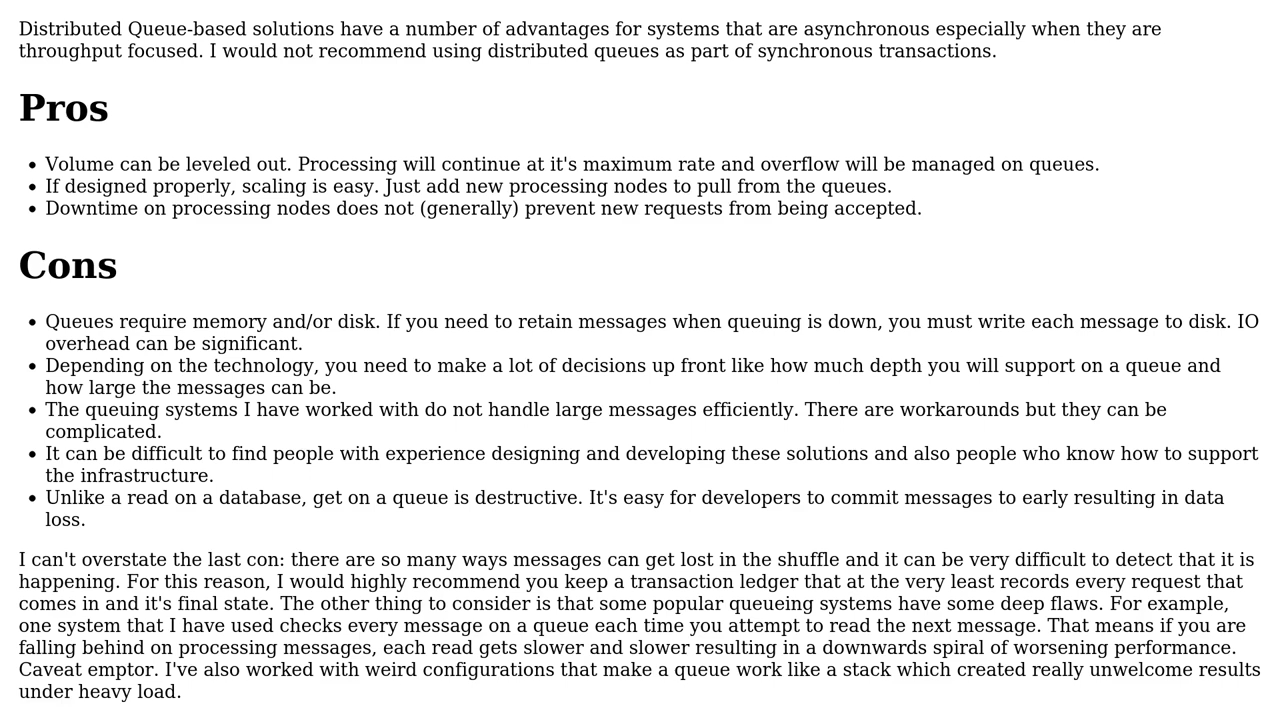 Distributed Queue-based solutions have a number of advantages for systems that are asynchronous especially when they are
throughput focused. I would not recommend using distributed queues as part of synchronous transactions.
Pros
• Volume can be leveled out. Processing will continue at it's maximum rate and overflow will be managed on queues.
• If designed properly, scaling is easy. Just add new processing nodes to pull from the queues.
• Downtime on processing nodes does not (generally) prevent new requests from being accepted.
Cons
• Queues require memory and/or disk. If you need to retain messages when queuing is down, you must write each message to disk. IO
overhead can be significant.
• Depending on the technology, you need to make a lot of decisions up front like how much depth you will support on a queue and
how large the messages can be.
• The queuing systems I have worked with do not handle large messages efficiently. There are workarounds but they can be
complicated.
• It can be difficult to find people with experience designing and developing these solutions and also people who know how to support
the infrastructure.
• Unlike a read on a database, get on a queue is destructive. It's easy for developers to commit messages to early resulting in data
loss.
I can't overstate the last con: there are so many ways messages can get lost in the shuffle and it can be very difficult to detect that it is
happening. For this reason, I would highly recommend you keep a transaction ledger that at the very least records every request that
comes in and it's final state. The other thing to consider is that some popular queueing systems have some deep flaws. For example,
one system that I have used checks every message on a queue each time you attempt to read the next message. That means if you are
falling behind on processing messages, each read gets slower and slower resulting in a downwards spiral of worsening performance.
Caveat emptor. I've also worked with weird configurations that make a queue work like a stack which created really unwelcome results
under heavy load.